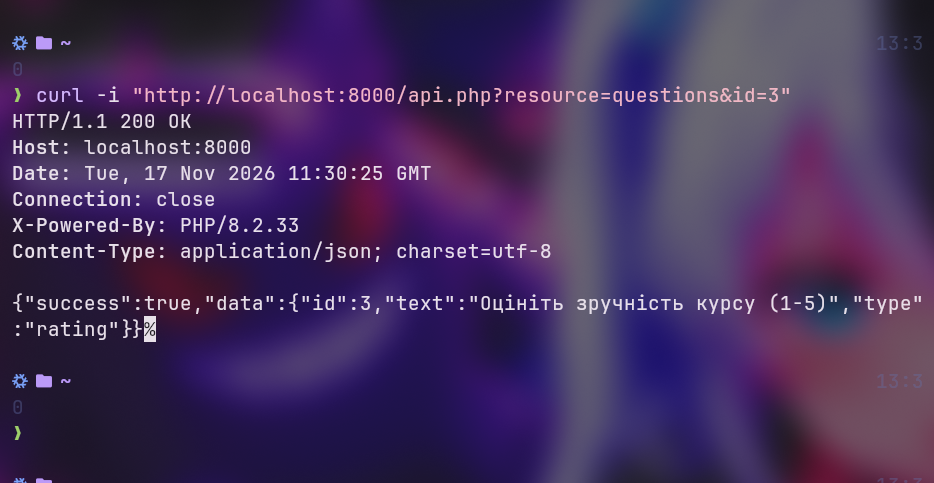 ~ 13:3
0
❯ curl -i "http://localhost:8000/api.php?resource=questions&id=3"
HTTP/1.1 200 OK
Host: localhost:8000
Date: Tue, 17 Nov 2026 11:30:25 GMT
Connection: close
X-Powered-By: PHP/8.2.33
Content-Type: application/json; charset=utf-8
{"success":true,"data":{"id":3,"text":"Оцініть зручність курсу (1-5)","type"
:"rating"}}%
~ 13:3
0
❯
~ 13:3